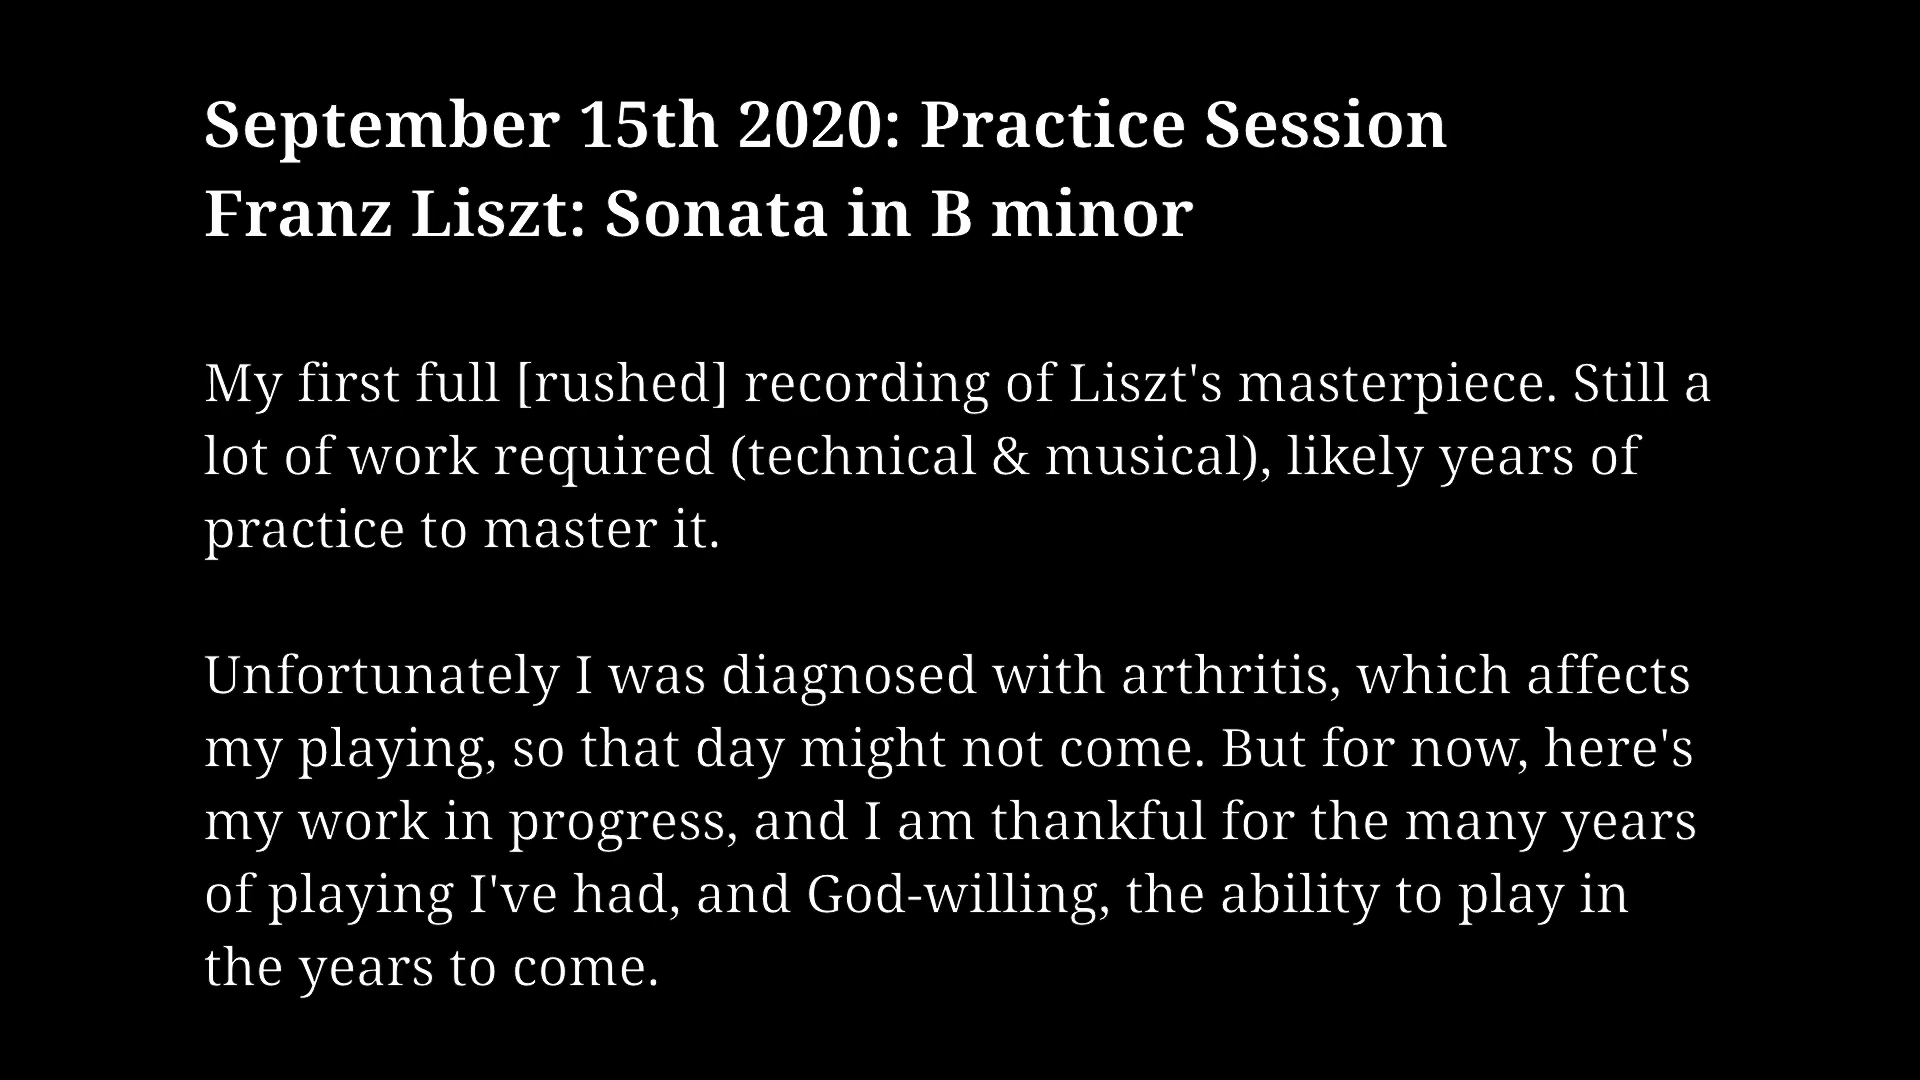 September 15th 2020: Practice Session
Franz Liszt: Sonata in B minor
My first full [rushed] recording of Liszt's masterpiece. Still a
lot of work required (technical & musical), likely years of
practice to master it.
Unfortunately I was diagnosed with arthritis, which affects
my playing, so that day might not come. But for now, here's
my work in progress, and I am thankful for the many years
of playing I've had, and God-willing, the ability to play in
the years to come.